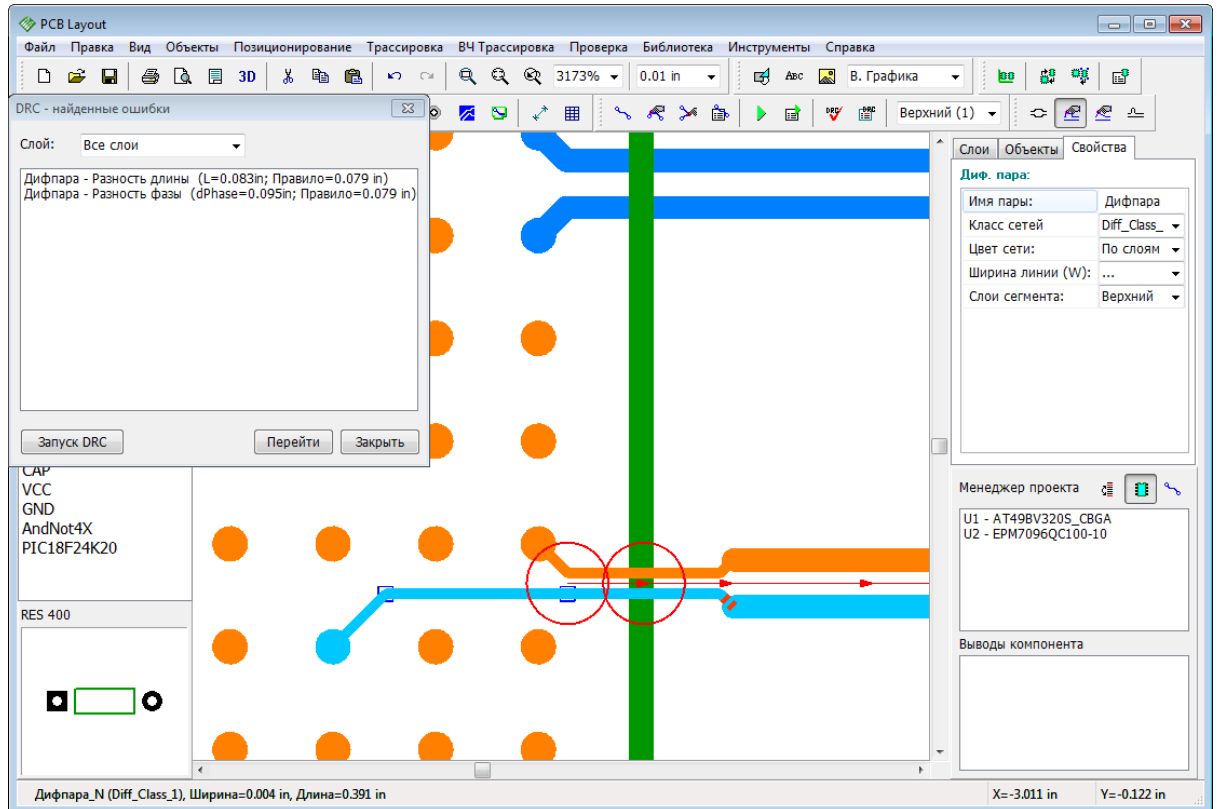 PCB Layout
Файл Правка Вид Объекты Позиционирование Трассировка ВЧ Трассировка Проверка Библиотека Инструменты Справка
3D 3173% 0.01 in ABC В. Графика
DRC - найденные ошибки
DRC DRC Верхний (1)
Слой: Все слои
Дифпара - Разность длины (L=0.083in; Правило=0.079 in)
Дифпара - Разность фазы (dPhase=0.095in; Правило=0.079 in)
Запуск DRC Перейти Закрыть
CAP
VCC
GND
AndNot4X
PIC18F24K20
RES 400
Слои Объекты Свойства
Диф. пара:
Имя пары: Дифпара
Класс сетей Diff_Class_
Цвет сети: По слоям
Ширина линии (W): ...
Слои сегмента: Верхний
Менеджер проекта
U1 - AT49BV320S_CBGA
U2 - EPM7096QC100-10
Выводы компонента
Дифпара_N (Diff_Class_1), Ширина=0.004 in, Длина=0.391 in X=-3.011 in Y=-0.122 in